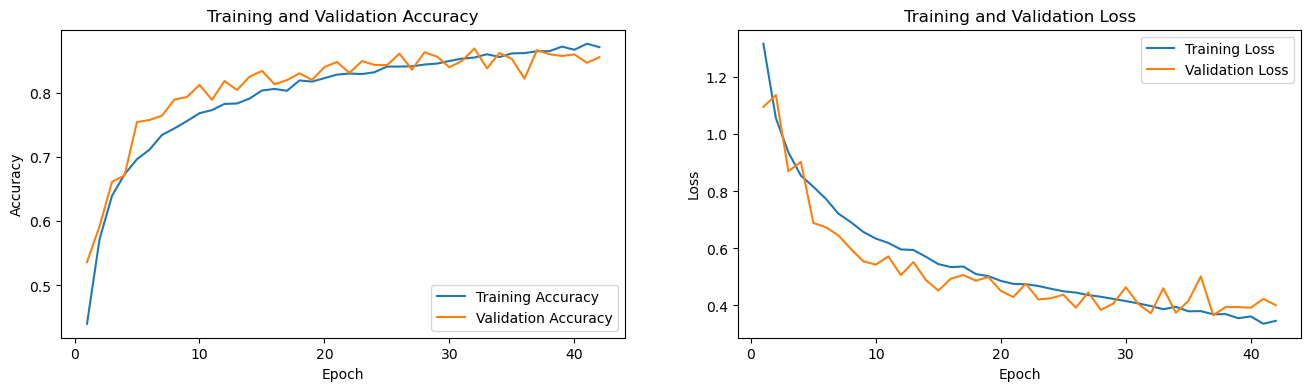 Training and Validation Accuracy
Accuracy
0.8
0.7
0.6
0.5
Training Accuracy
Validation Accuracy
0
10
20
30
40
Epoch
Training and Validation Loss
Loss
1.2
1.0
0.8
0.6
0.4
Training Loss
Validation Loss
0
10
20
30
40
Epoch